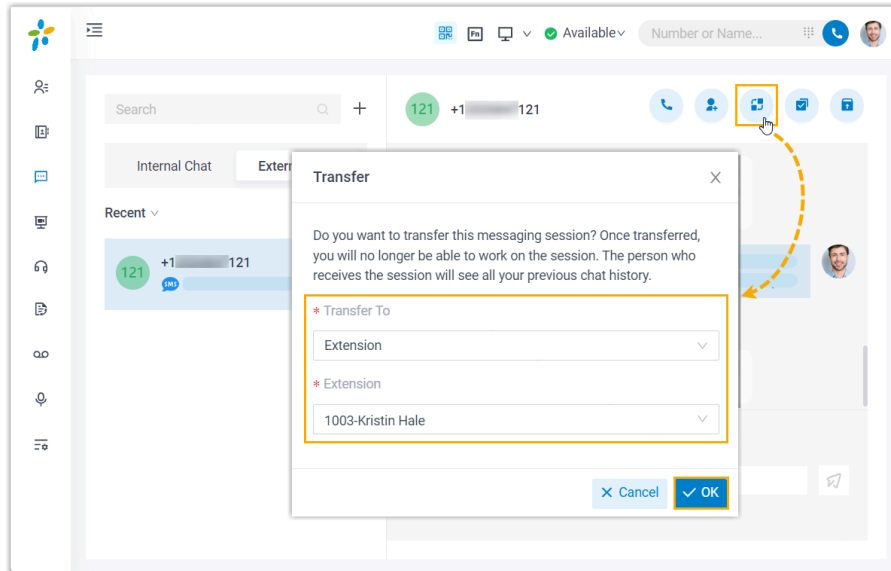 Fn
Available
Number or Name...
Search
121 +1 121
Internal Chat Extern
Recent
121 +1 121
SMS
Transfer
Do you want to transfer this messaging session? Once transferred,
you will no longer be able to work on the session. The person who
receives the session will see all your previous chat history.
* Transfer To
Extension
* Extension
1003-Kristin Hale
Cancel
OK